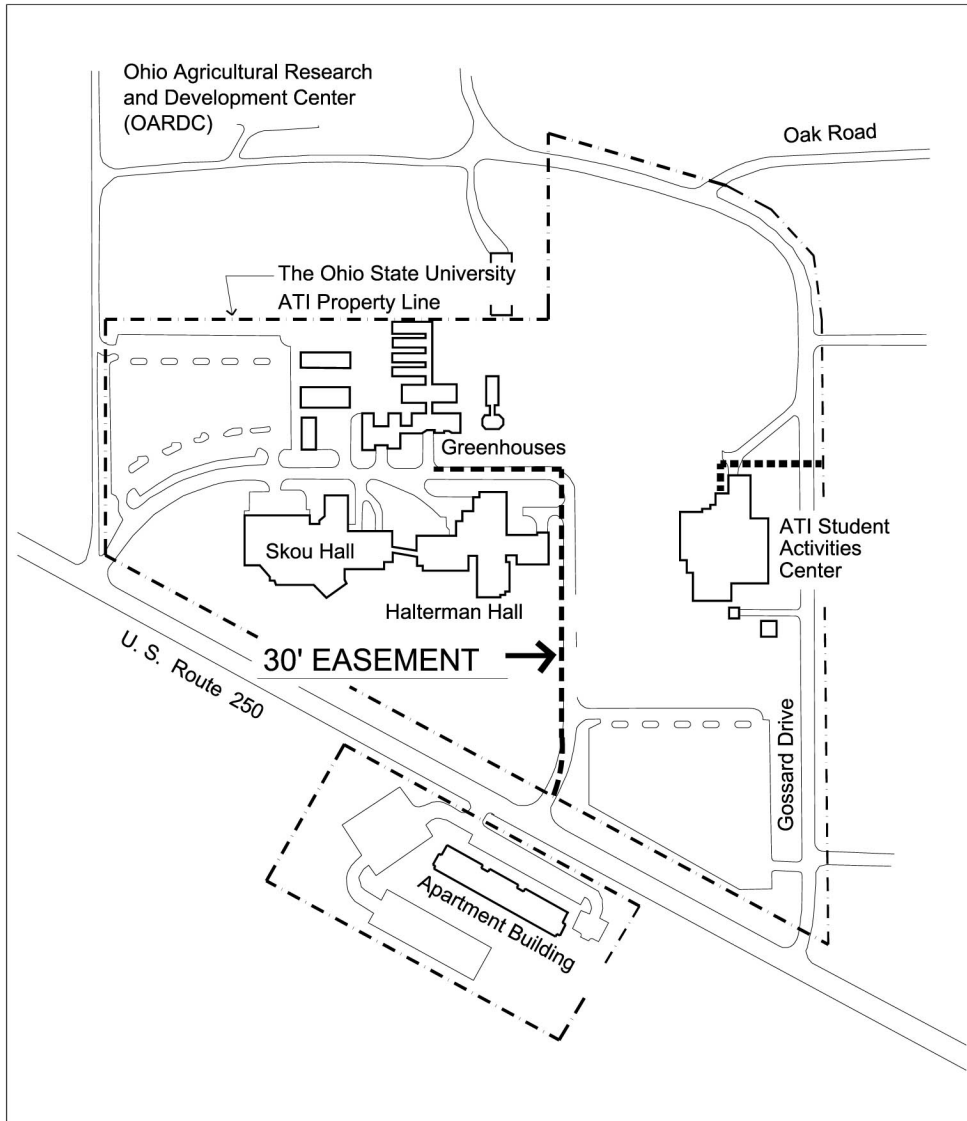 Ohio Agricultural Research
and Development Center
(OARDC)
Oak Road
The Ohio State University
ATI Property Line
Greenhouses
ATI Student
Activities
Center
Skou Hall
Halterman Hall
30' EASEMENT
U. S. Route 250
Gossard Drive
Apartment Building